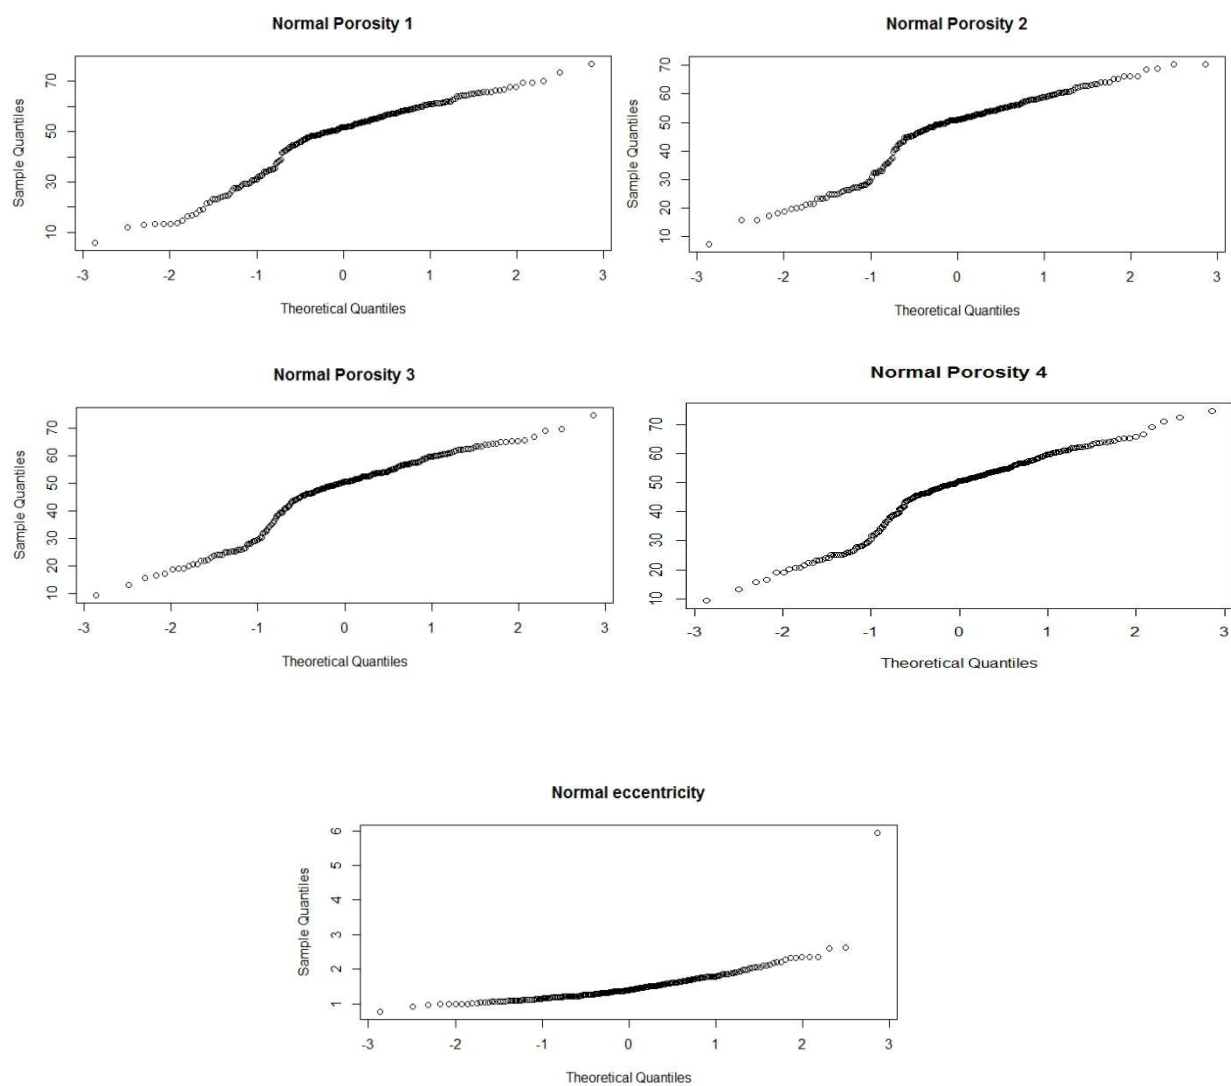 Normal Porosity 1
Sample Quantiles
70
50
30
10
-3 -2 -1 0 1 2 3
Theoretical Quantiles
Normal Porosity 2
Sample Quantiles
70
60
50
40
30
20
10
-3 -2 -1 0 1 2 3
Theoretical Quantiles
Normal Porosity 3
Sample Quantiles
70
60
50
40
30
20
10
-3 -2 -1 0 1 2 3
Theoretical Quantiles
Normal Porosity 4
70
60
50
40
30
20
10
-3 -2 -1 0 1 2 3
Theoretical Quantiles
Normal eccentricity
Sample Quantiles
6
5
4
3
2
1
-3 -2 -1 0 1 2 3
Theoretical Quantiles